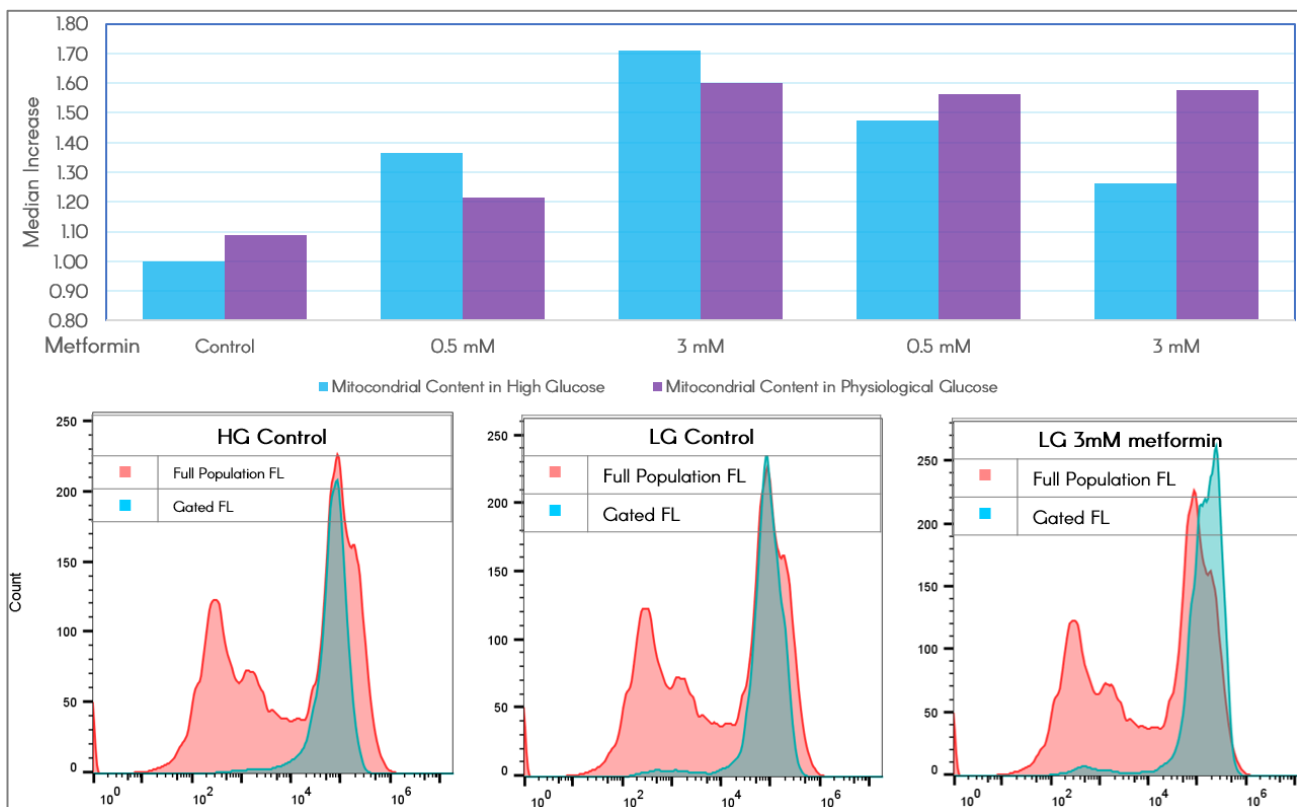 1.80
1.70
1.60
1.50
1.40
1.30
1.20
1.10
1.00
0.90
0.80
Median Increase
Metformin Control 0.5 mM 3 mM 0.5 mM 3 mM
Mitocondrial Content in High Glucose Mitocondrial Content in Physiological Glucose
Count
HG Control
Full Population FL
Gated FL
250
200
150
100
50
0
10^0 10^2 10^4 10^6
LG Control
Full Population FL
Gated FL
250
200
150
100
50
0
10^0 10^2 10^4 10^6
LG 3mM metformin
Full Population FL
Gated FL
250
200
150
100
50
0
10^0 10^2 10^4 10^6